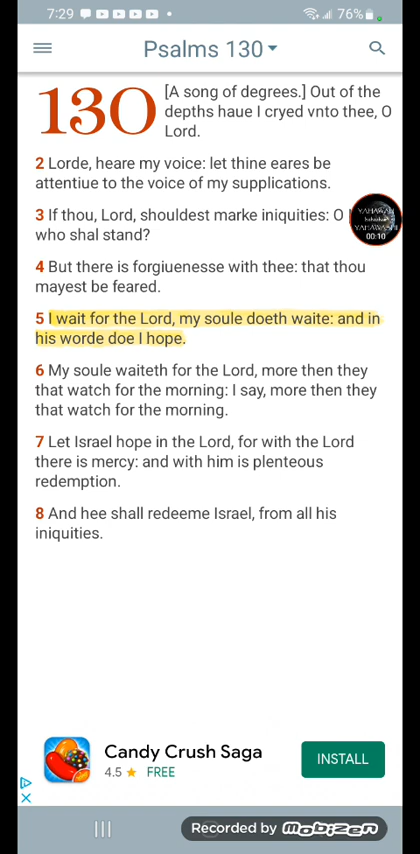 7:29 76%
Psalms 130
130 [A song of degrees.] Out of the
depths haue I cryed vnto thee, O
Lord.
2 Lorde, heare my voice: let thine eares be
attentiue to the voice of my supplications.
3 If thou, Lord, shouldest marke iniquities: O
who shal stand?
YAHAWAH
YAHAWASHI
00:10
4 But there is forgiuenesse with thee: that thou
mayest be feared.
5 I wait for the Lord, my soule doeth waite: and in
his worde doe I hope.
6 My soule waiteth for the Lord, more then they
that watch for the morning: I say, more then they
that watch for the morning.
7 Let Israel hope in the Lord, for with the Lord
there is mercy: and with him is plenteous
redemption.
8 And hee shall redeeme Israel, from all his
iniquities.
Candy Crush Saga
4.5 ★ FREE
INSTALL
Recorded by mobizen